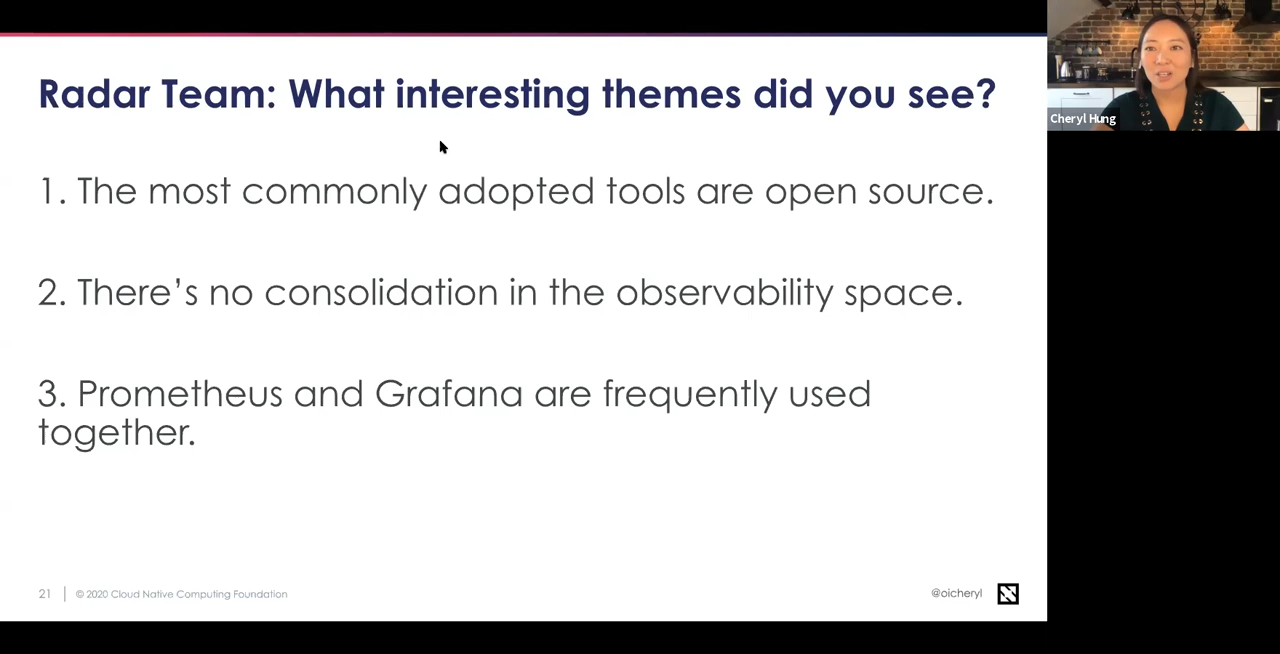 Radar Team: What interesting themes did you see?
Cheryl Hung
1. The most commonly adopted tools are open source.
2. There’s no consolidation in the observability space.
3. Prometheus and Grafana are frequently used
together.
21 | © 2020 Cloud Native Computing Foundation
@oicheryl